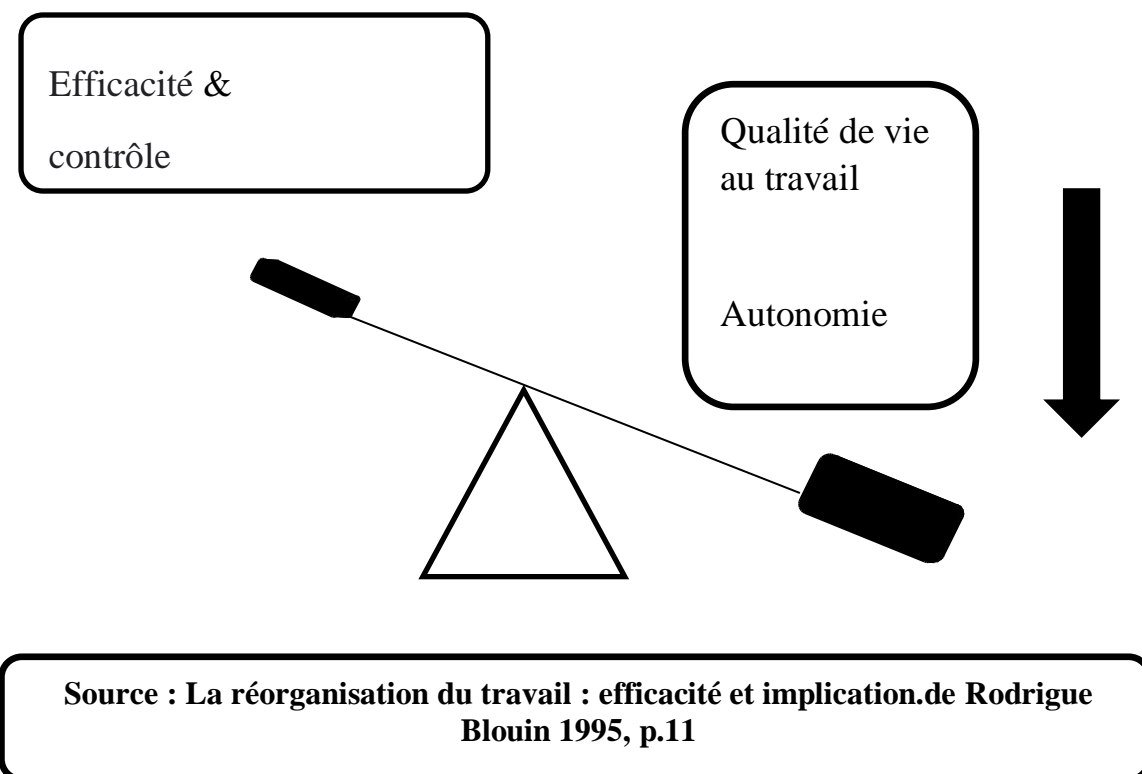 Efficacité &
contrôle
Qualité de vie
au travail
Autonomie
Source : La réorganisation du travail : efficacité et implication.de Rodrigue
Blouin 1995, p.11